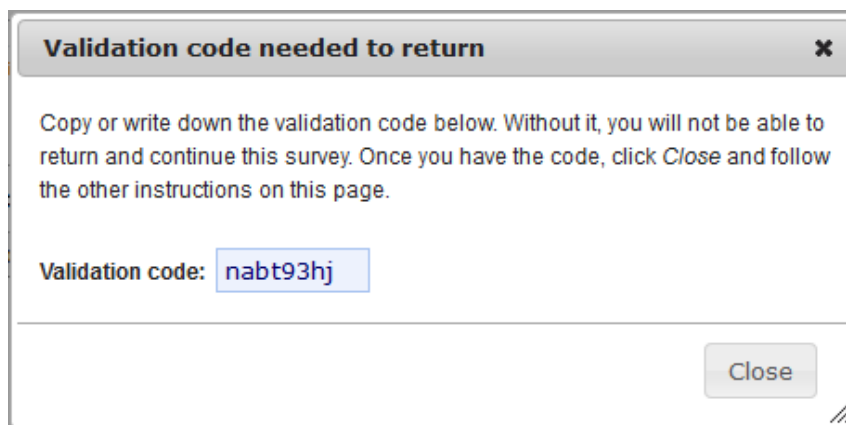 Validation code needed to return
Copy or write down the validation code below. Without it, you will not be able to
return and continue this survey. Once you have the code, click Close and follow
the other instructions on this page.
Validation code: nabt93hj
Close